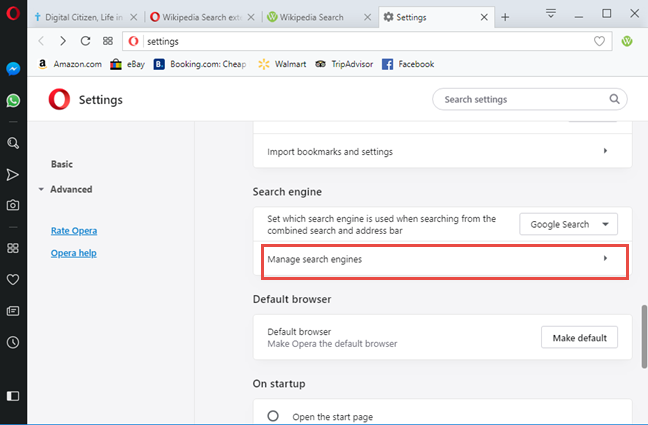 Digital Citizen, Life in
Wikipedia Search ext
Wikipedia Search
Settings
settings
Amazon.com
eBay
B. Booking.com: Cheap
Walmart
TripAdvisor
Facebook
Settings
Search settings
Basic
Advanced
Rate Opera
Opera help
Import bookmarks and settings
Search engine
Set which search engine is used when searching from the
combined search and address bar
Google Search
Manage search engines
Default browser
Default browser
Make Opera the default browser
Make default
On startup
Open the start page